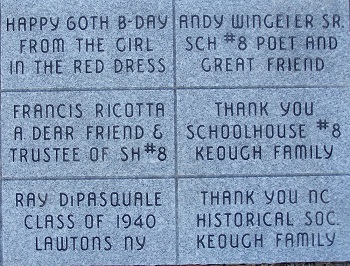 HAPPY 60TH B-DAY
FROM THE GIRL
IN THE RED DRESS
ANDY WINGEIER SR.
SCH #8 POET AND
GREAT FRIEND
FRANCIS RICOTTA
A DEAR FRIEND &
TRUSTEE OF SH#8
THANK YOU
SCHOOLHOUSE #8
KEOUGH FAMILY
RAY DIPASQUALE
CLASS OF 1940
LAWTONS NY
THANK YOU NC
HISTORICAL SOC.
KEOUGH FAMILY